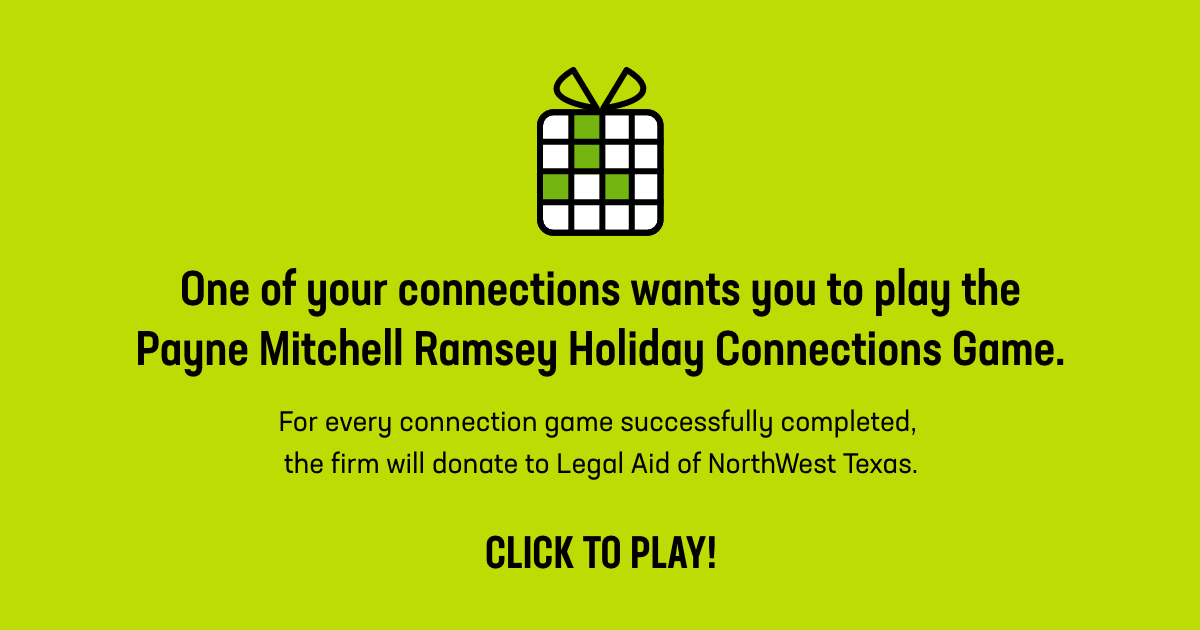 One of your connections wants you to play the
Payne Mitchell Ramsey Holiday Connections Game.
For every connection game successfully completed,
the firm will donate to Legal Aid of NorthWest Texas.
CLICK TO PLAY!